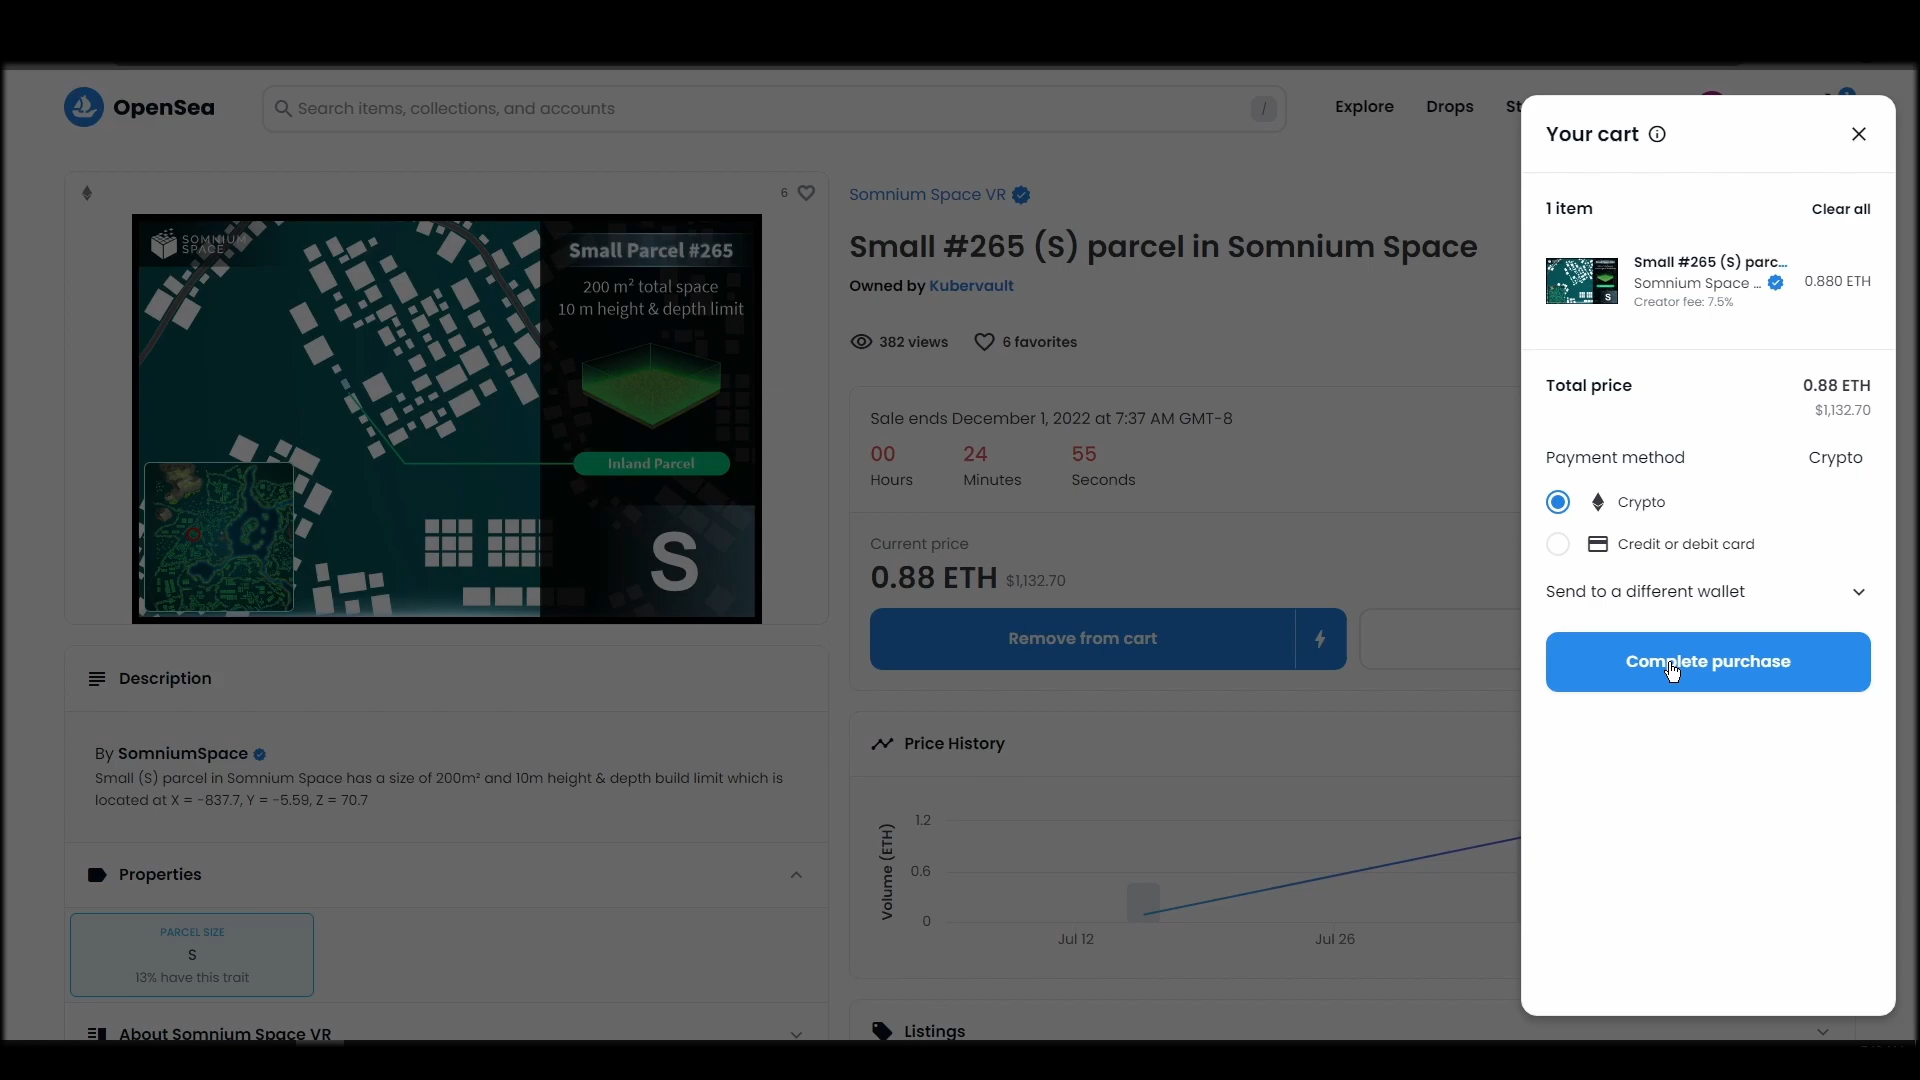 OpenSea
Search items, collections, and accounts
/
Explore
Drops
St
6
SOMNIUM
SPACE
Small Parcel #265
200 m² total space
10 m height & depth limit
Inland Parcel
S
Somnium Space VR
Small #265 (S) parcel in Somnium Space
Owned by Kubervault
382 views
6 favorites
Sale ends December 1, 2022 at 7:37 AM GMT-8
00
24
55
Hours
Minutes
Seconds
Current price
0.88 ETH $1,132.70
Remove from cart
Description
By SomniumSpace
Small (S) parcel in Somnium Space has a size of 200m² and 10m height & depth build limit which is
located at X = -837.7, Y = -5.59, Z = 70.7
Properties
PARCEL SIZE
S
13% have this trait
About Somnium Space VR
Price History
Volume (ETH)
1.2
0.6
0
Jul 12
Jul 26
Listings
Your cart
1 item
Clear all
Small #265 (S) parc...
Somnium Space ...
0.880 ETH
Creator fee: 7.5%
Total price
0.88 ETH
$1,132.70
Payment method
Crypto
Crypto
Credit or debit card
Send to a different wallet
Complete purchase